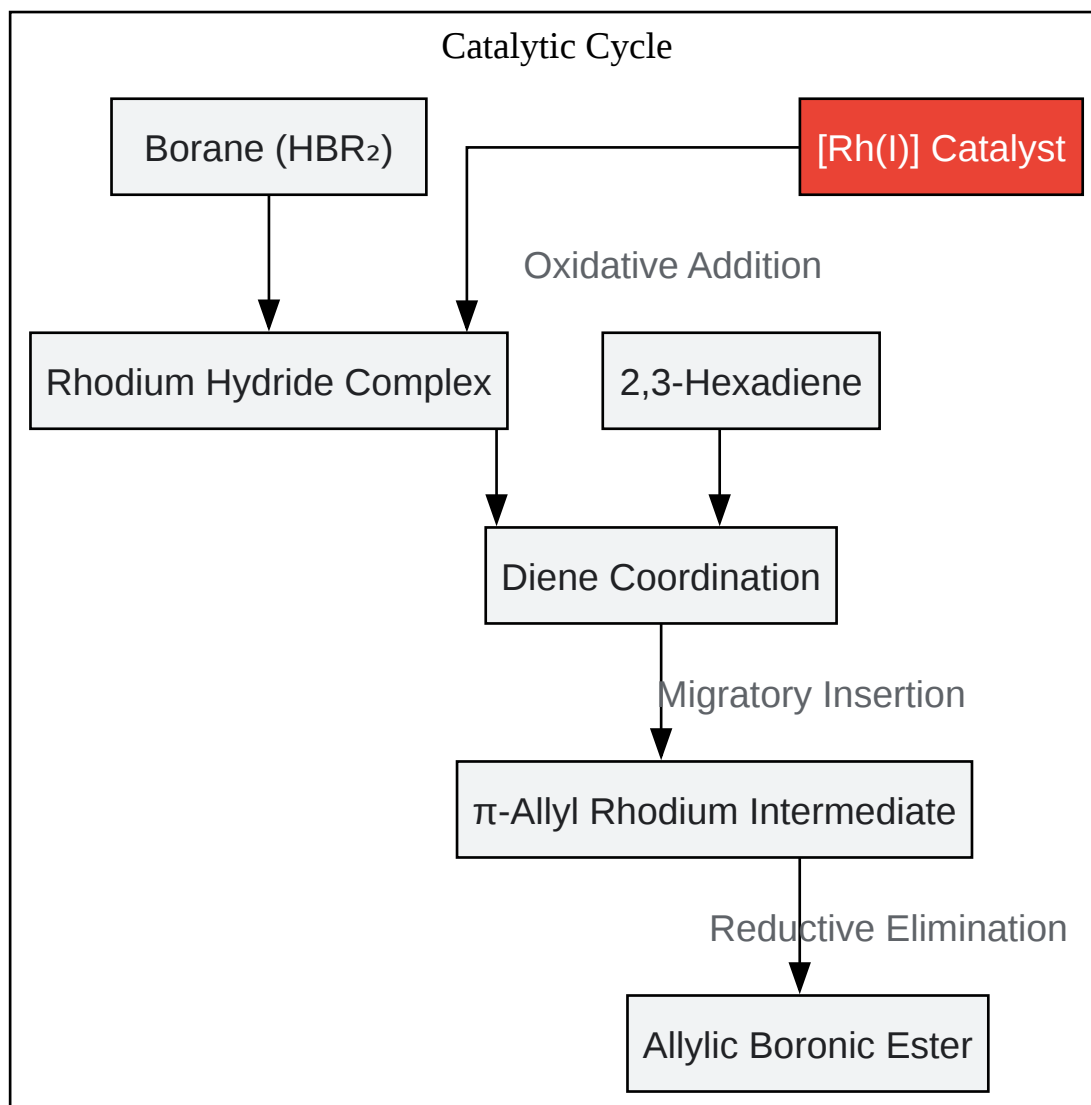 Catalytic Cycle
Borane (HBR₂)
[Rh(I)] Catalyst
Oxidative Addition
Rhodium Hydride Complex
2,3-Hexadiene
Diene Coordination
Migratory Insertion
π-Allyl Rhodium Intermediate
Reductive Elimination
Allylic Boronic Ester